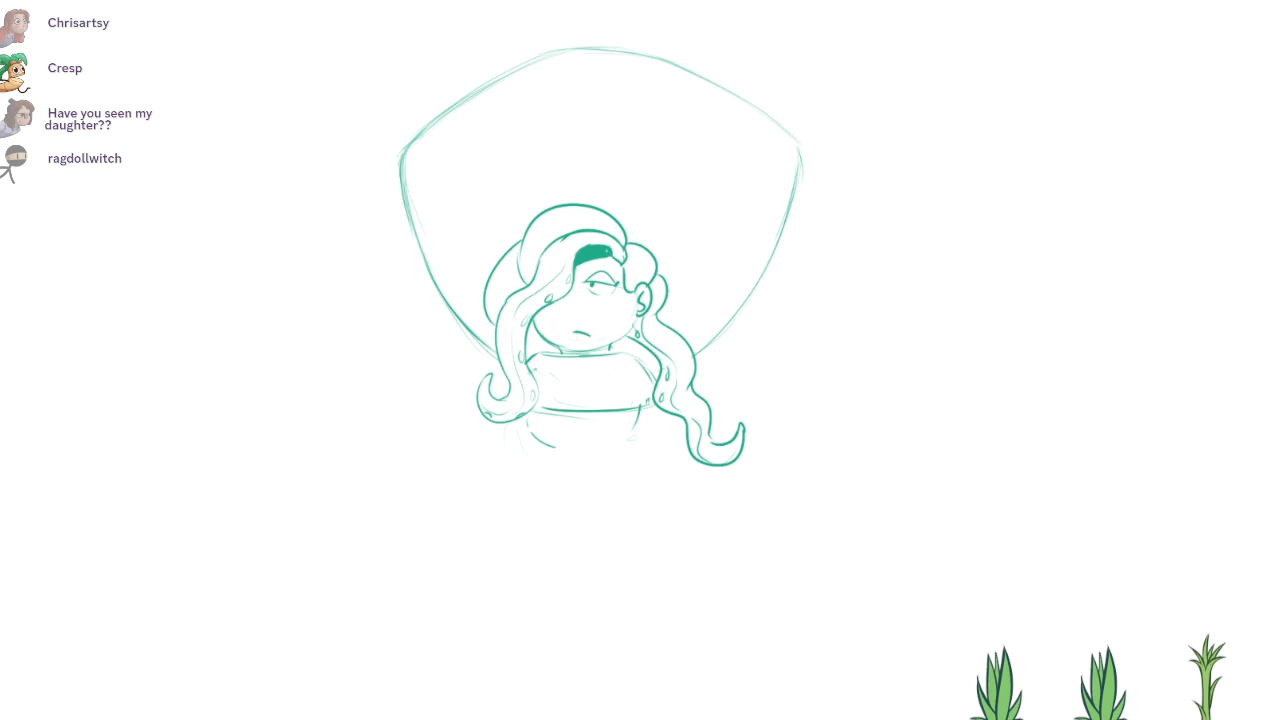 Chrisartsy
Cresp
Have you seen my
daughter??
ragdollwitch